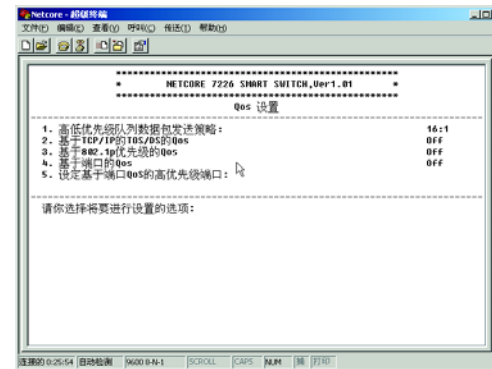 Netcore - 超级终端
文件(F) 编辑(E) 查看(V) 呼叫(C) 传送(T) 帮助(H)
****************************************************
* NETCORE 7226 SMART SWITCH,Ver1.01 *
****************************************************
Qos 设置
1. 高低优先级队列数据包发送策略: 16:1
2. 基于TCP/IP的TOS/DS的Qos Off
3. 基于802.1p优先级的Qos Off
4. 基于端口的Qos Off
5. 设定基于端口QoS的高优先级端口:
请你选择将要进行设置的选项:
连接的 0:25:54 自动检测 9600 8-N-1 SCROLL CAPS NUM 捕 打印